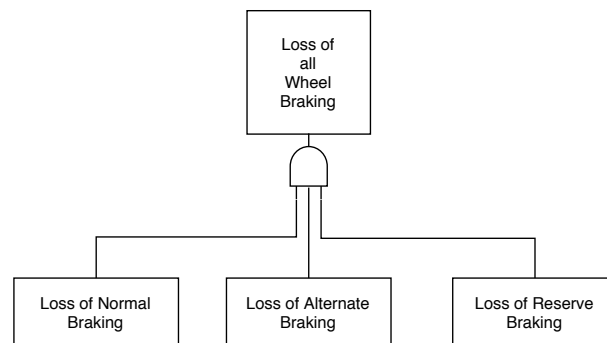 Loss of
all
Wheel
Braking
Loss of Normal
Braking
Loss of Alternate
Braking
Loss of Reserve
Braking